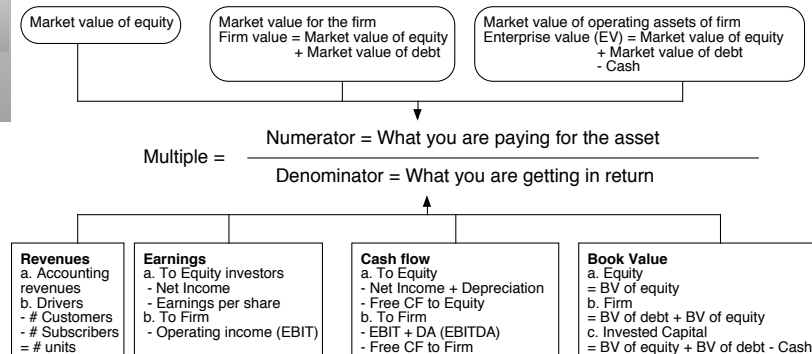 Market value of equity
Market value for the firm
Firm value = Market value of equity
+ Market value of debt
Market value of operating assets of firm
Enterprise value (EV) = Market value of equity
+ Market value of debt
- Cash
Multiple =
Numerator = What you are paying for the asset
Denominator = What you are getting in return
Revenues
a. Accounting
revenues
b. Drivers
- # Customers
- # Subscribers
= # units
Earnings
a. To Equity investors
- Net Income
- Earnings per share
b. To Firm
- Operating income (EBIT)
Cash flow
a. To Equity
- Net Income + Depreciation
- Free CF to Equity
b. To Firm
- EBIT + DA (EBITDA)
- Free CF to Firm
Book Value
a. Equity
= BV of equity
b. Firm
= BV of debt + BV of equity
c. Invested Capital
= BV of equity + BV of debt - Cash